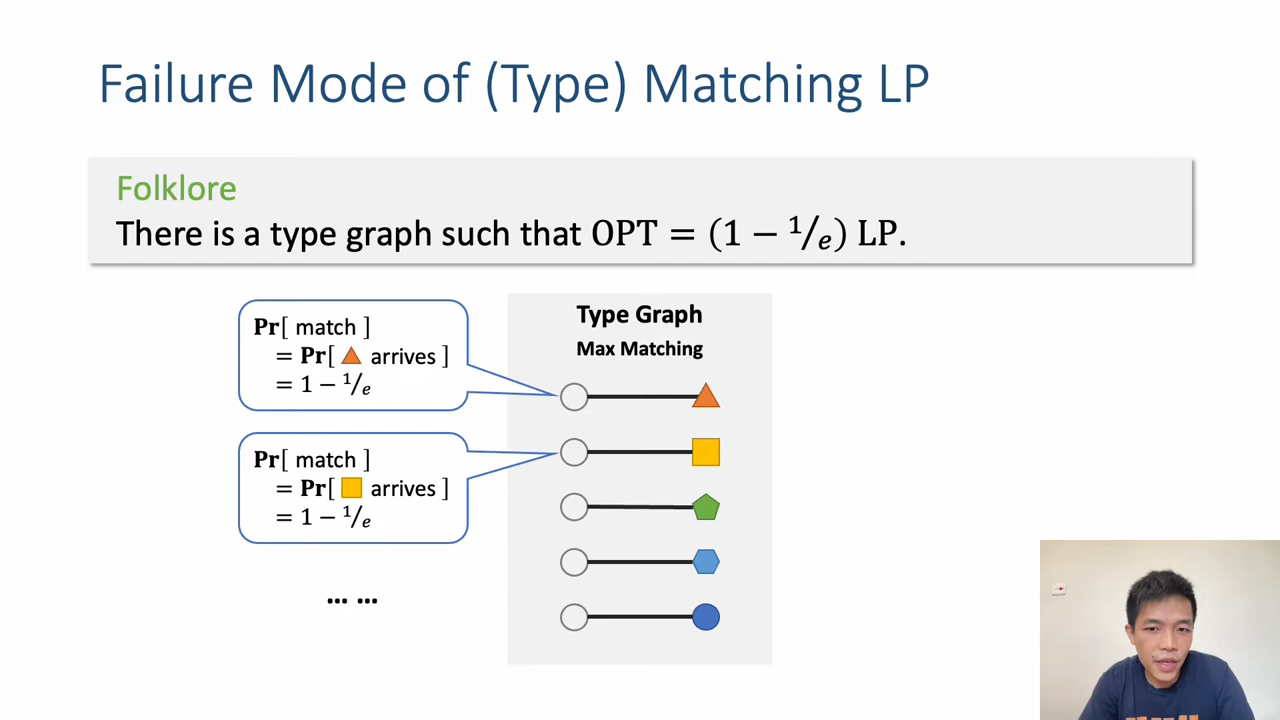 Failure Mode of (Type) Matching LP
Folklore
There is a type graph such that OPT = (1 − 1/e) LP.
Pr[ match ]
= Pr[ arrives ]
= 1 − 1/e
Pr[ match ]
= Pr[ arrives ]
= 1 − 1/e
... ...
Type Graph
Max Matching